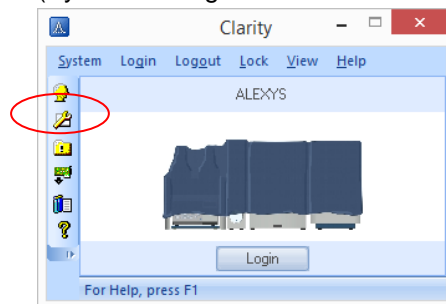 Clarity
System Login Logout Lock View Help
ALEXYS
Login
For Help, press F1